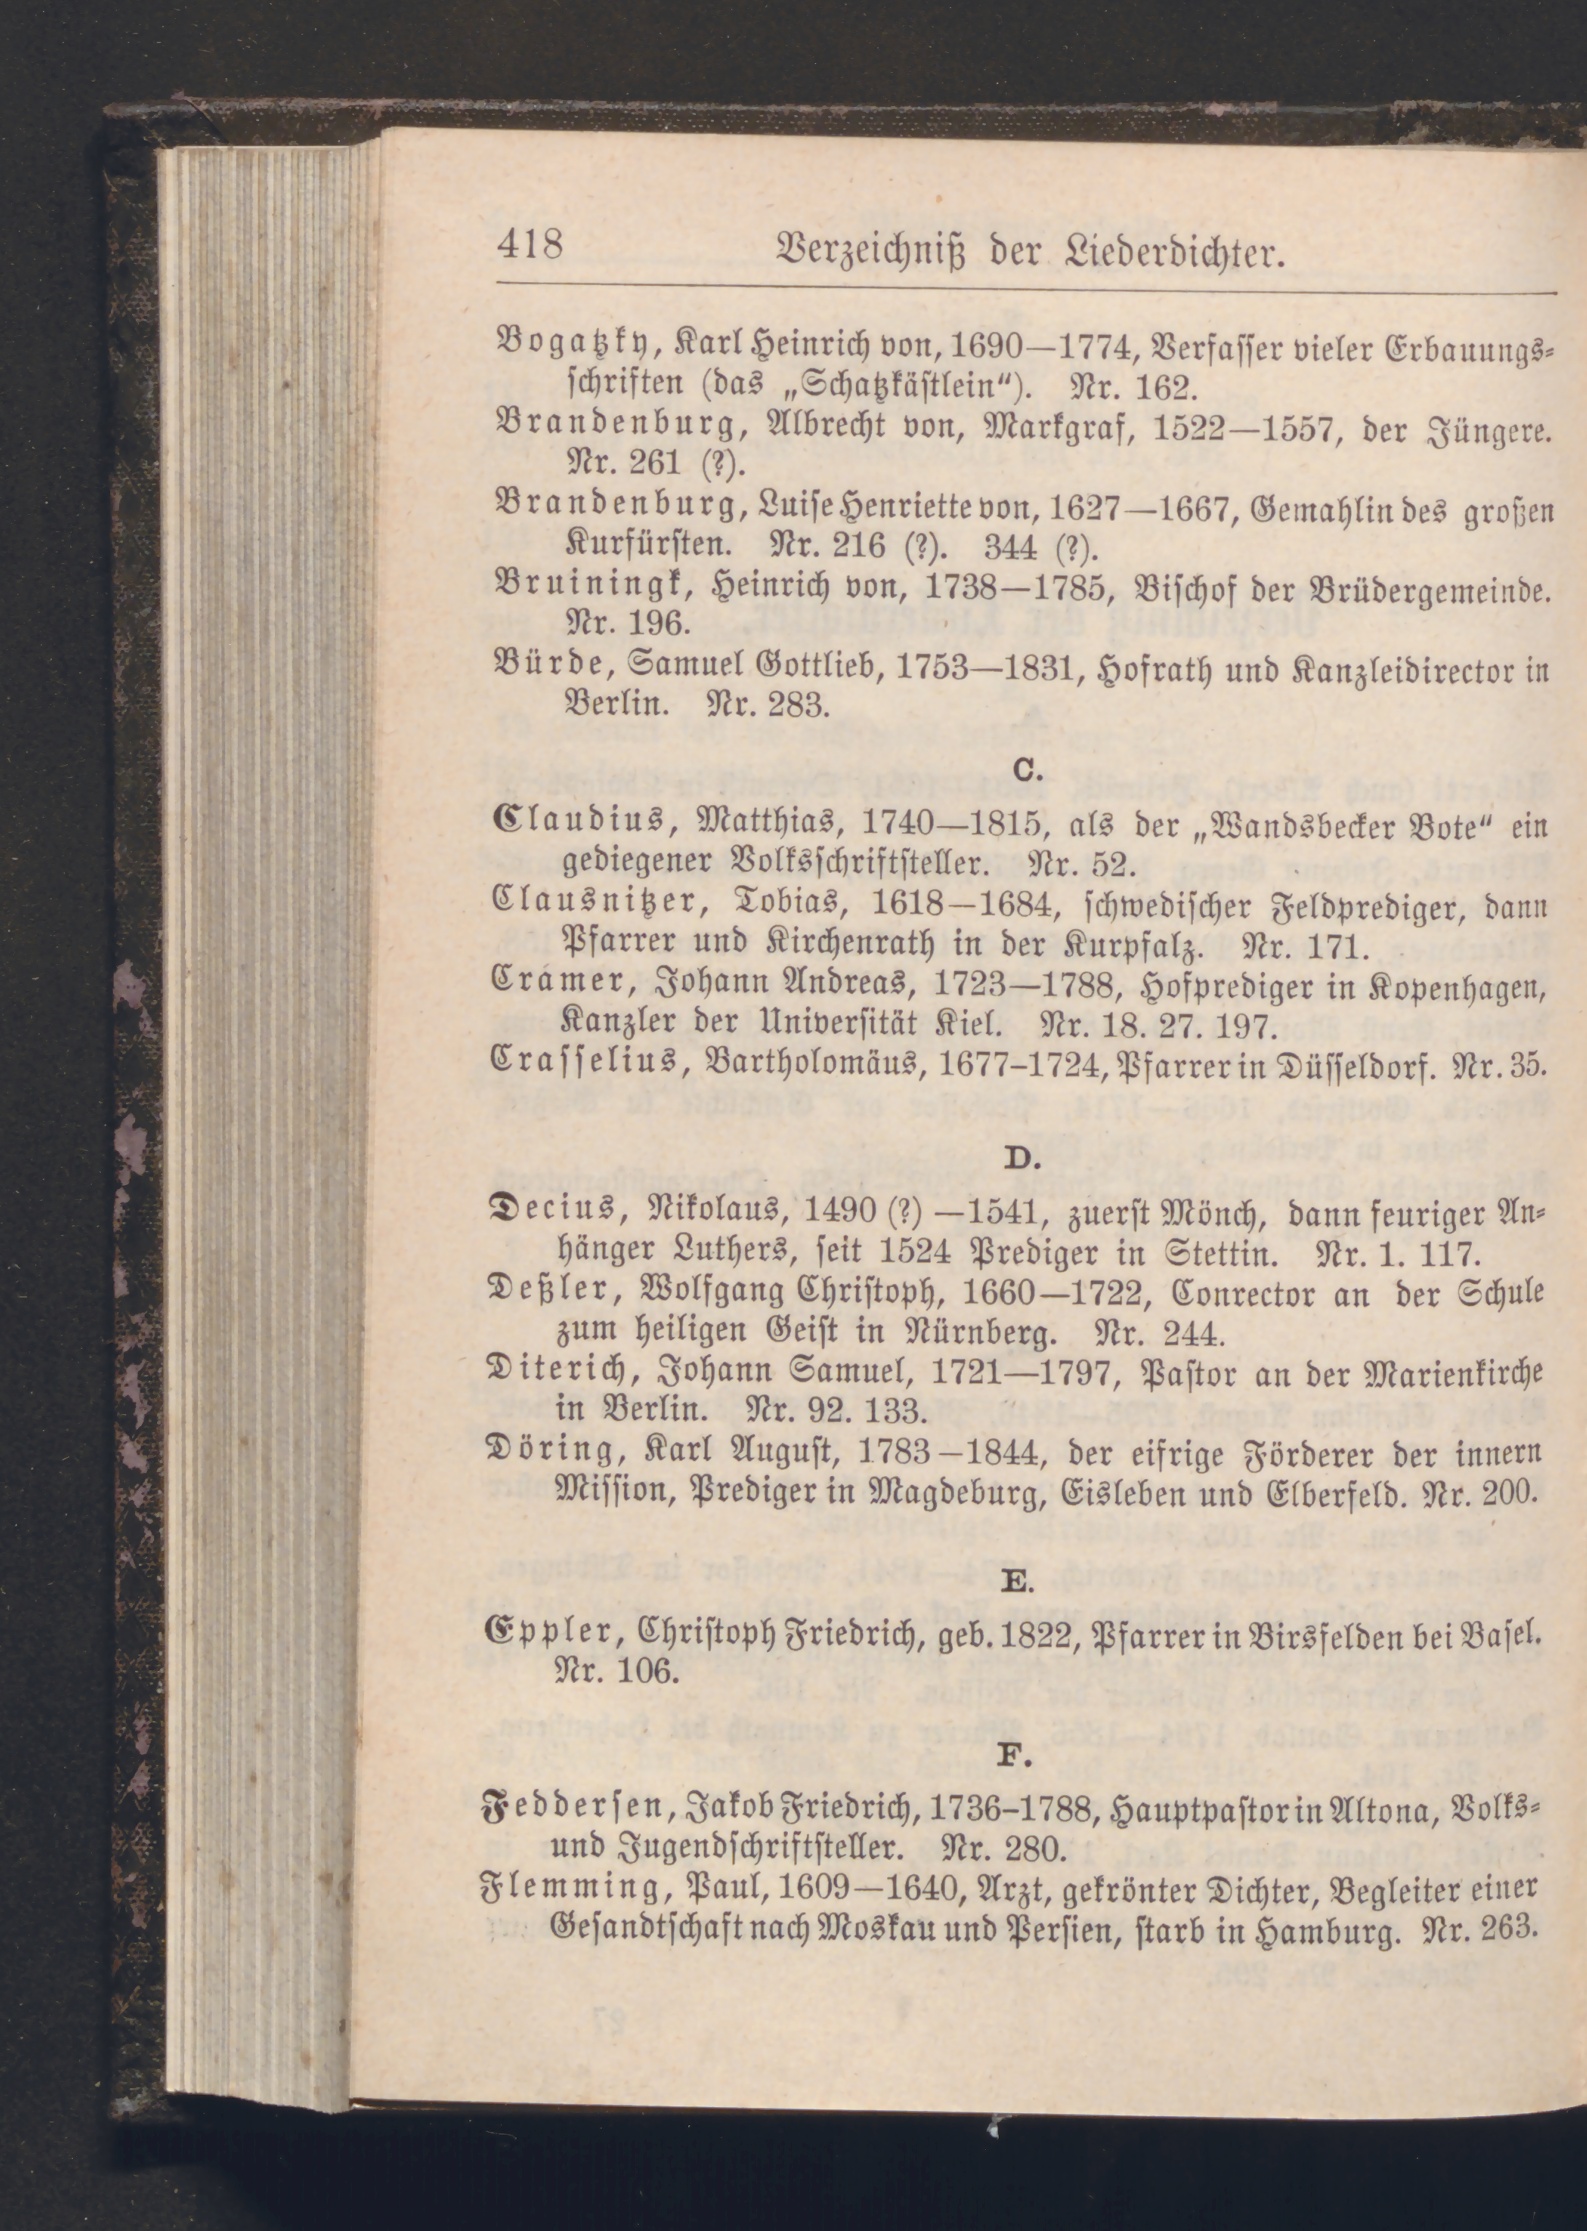 418 Verzeichniß der Liederdichter.
Bogatzky, Karl Heinrich von, 1690—1774, Verfasser vieler Erbauungs-
schriften (das „Schatzkästlein“). Nr. 162.
Brandenburg, Albrecht von, Markgraf, 1522—1557, der Jüngere.
Nr. 261 (?).
Brandenburg, Luise Henriette von, 1627—1667, Gemahlin des großen
Kurfürsten. Nr. 216 (?). 344 (?).
Bruiningk, Heinrich von, 1738—1785, Bischof der Brüdergemeinde.
Nr. 196.
Bürde, Samuel Gottlieb, 1753—1831, Hofrath und Kanzleidirector in
Berlin. Nr. 283.
C.
Claudius, Matthias, 1740—1815, als der „Wandsbecker Bote“ ein
gediegener Volksschriftsteller. Nr. 52.
Clausnitzer, Tobias, 1618—1684, schwedischer Feldprediger, dann
Pfarrer und Kirchenrath in der Kurpfalz. Nr. 171.
Cramer, Johann Andreas, 1723—1788, Hofprediger in Kopenhagen,
Kanzler der Universität Kiel. Nr. 18. 27. 197.
Crasselius, Bartholomäus, 1677–1724, Pfarrer in Düsseldorf. Nr. 35.
D.
Decius, Nikolaus, 1490 (?) —1541, zuerst Mönch, dann feuriger An-
hänger Luthers, seit 1524 Prediger in Stettin. Nr. 1. 117.
Deßler, Wolfgang Christoph, 1660—1722, Conrector an der Schule
zum heiligen Geist in Nürnberg. Nr. 244.
Diterich, Johann Samuel, 1721—1797, Pastor an der Marienkirche
in Berlin. Nr. 92. 133.
Döring, Karl August, 1783—1844, der eifrige Förderer der innern
Mission, Prediger in Magdeburg, Eisleben und Elberfeld. Nr. 200.
E.
Eppler, Christoph Friedrich, geb. 1822, Pfarrer in Birsfelden bei Basel.
Nr. 106.
F.
Feddersen, Jakob Friedrich, 1736–1788, Hauptpastor in Altona, Volks-
und Jugendschriftsteller. Nr. 280.
Flemming, Paul, 1609—1640, Arzt, gekrönter Dichter, Begleiter einer
Gesandtschaft nach Moskau und Persien, starb in Hamburg. Nr. 263.